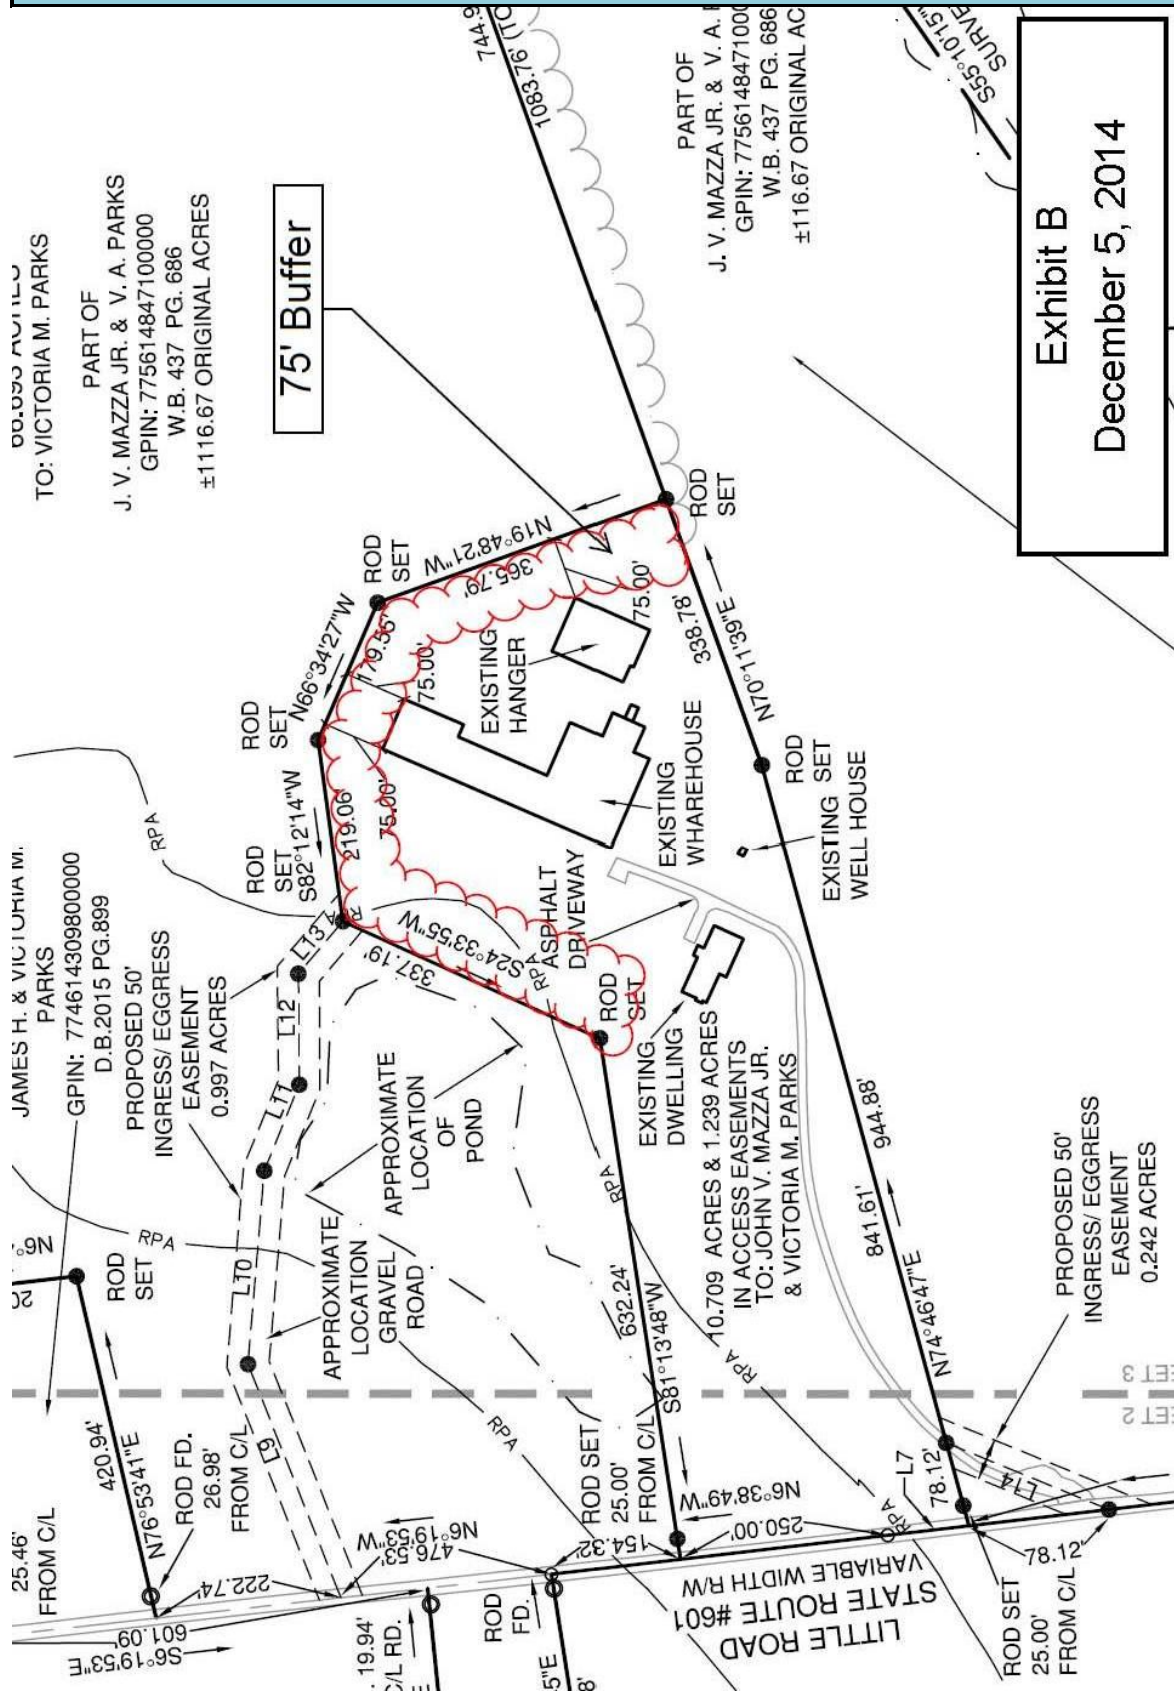 TO: VICTORIA M. PARKS
PART OF
J. V. MAZZA JR. & V. A. PARKS
GPIN: 7756148471000000
W.B. 437 PG. 686
±1116.67 ORIGINAL ACRES
75' Buffer
1083.76'
PART OF
J. V. MAZZA JR. & V. A.
W.B. 437 PG. 686
±116.67 ORIGINAL AC
S55°10'15"
Exhibit B
December 5, 2014
ROD
SET
N19°48'21"W
365.79'
75.00'
ROD
SET
N66°34'27"W
179.55'
75.00'
ROD
SET
S82°12'14"W
219.06'
75.00'
ROD
SET
S24°33'55"W
337.19'
ROD
SET
338.78'
N70°11'39"E
EXISTING
HANGER
EXISTING
WHAREHOUSE
ROD
SET
EXISTING
WELL HOUSE
ASPHALT
DRIVEWAY
EXISTING
DWELLING
10.709 ACRES & 1.239 ACRES
IN ACCESS EASEMENTS
TO: JOHN V. MAZZA JR.
& VICTORIA M. PARKS
JAMES H. & VICTORIA M.
PARKS
GPIN: 7746143098000000
D.B.2015 PG.899
PROPOSED 50'
INGRESS/ EGGRESS
EASEMENT
0.997 ACRES
L13
L12
L11
L10
L9
RPA
RPA
RPA
RPA
RPA
RPA
RPA
APPROXIMATE
LOCATION
OF
POND
APPROXIMATE
LOCATION
GRAVEL
ROAD
ROD
SET
420.94'
N76°53'41"E
ROD FD.
26.98'
FROM C/L
25.46'
FROM C/L
632.24'
S81°13'48"W
944.88'
841.61'
N74°46'47"E
PROPOSED 50'
INGRESS/ EGGRESS
EASEMENT
0.242 ACRES
L14
L7
78.12'
78.12'
ROD SET
25.00'
FROM C/L
N6°38'49"W
250.00'
154.32'
N6°19'53"W
476.53'
222.74'
601.09'
S6°19'53"E
19.94'
C/L RD.
ROD
FD.
LITTLE ROAD
STATE ROUTE #601
VARIABLE WIDTH R/W
ROD SET
25.00'
FROM C/L